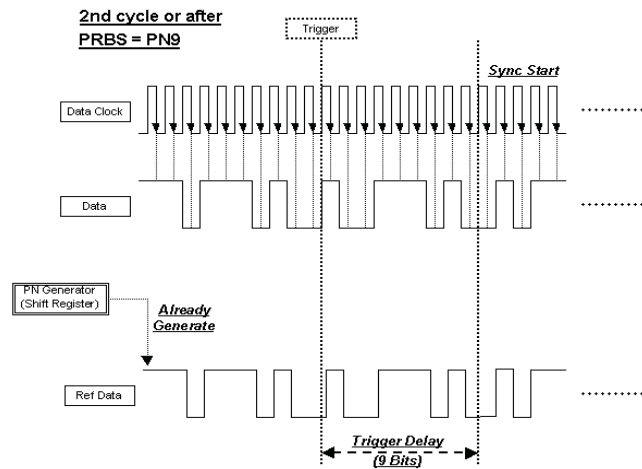 2nd cycle or after
PRBS = PN9
Trigger
Sync Start
Data Clock
Data
PN Generator
(Shift Register)
Already
Generate
Ref Data
Trigger Delay
(9 Bits)